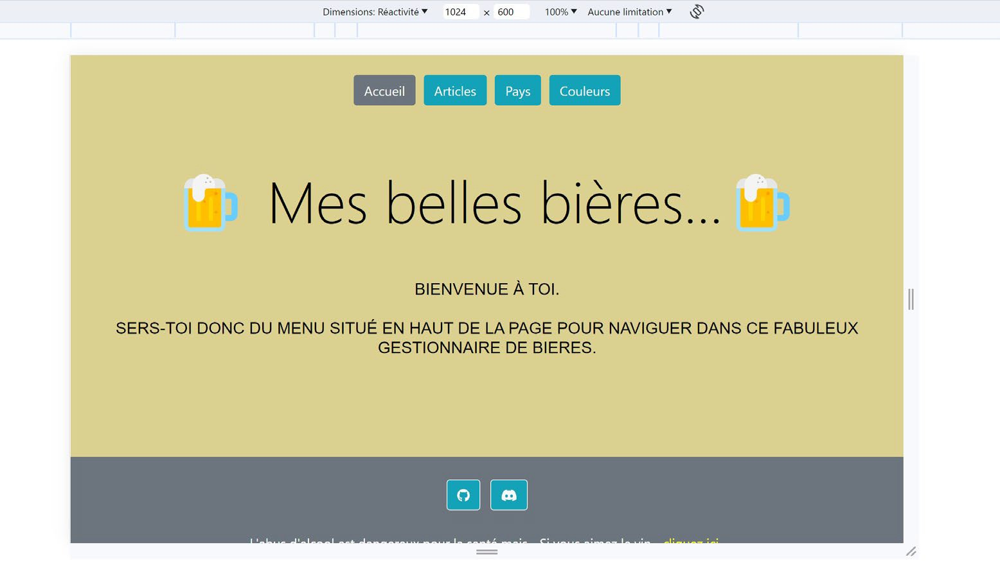 Dimensions: Réactivité 1024 × 600 100% Aucune limitation
Accueil Articles Pays Couleurs
Mes belles bières...
BIENVENUE À TOI.
SERS-TOI DONC DU MENU SITUÉ EN HAUT DE LA PAGE POUR NAVIGUER DANS CE FABULEUX
GESTIONNAIRE DE BIERES.
L'abus d'alcool est dangereux pour la santé mais... Si vous aimez le vin... cliquez ici